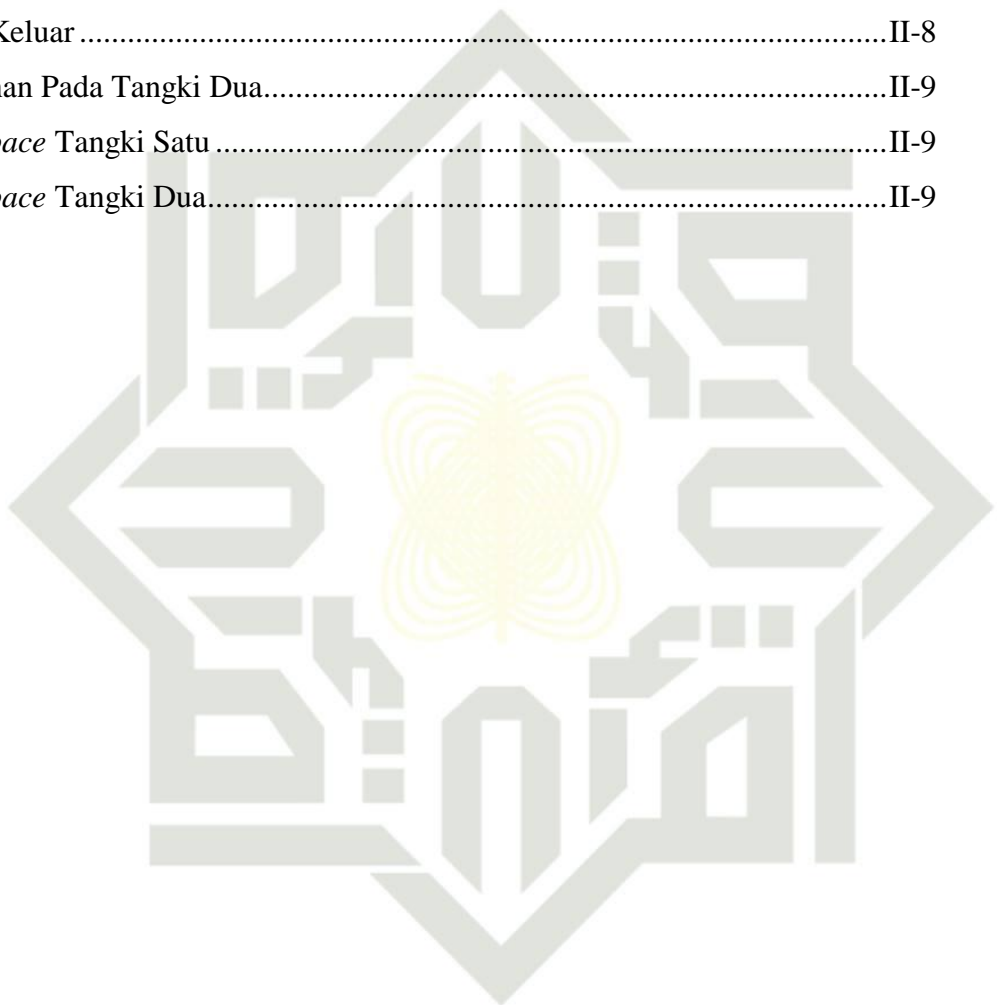 Keluar ........................................................................................................ II-8
an Pada Tangki Dua................................................................................ II-9
pace Tangki Satu ...................................................................................... II-9
pace Tangki Dua....................................................................................... II-9